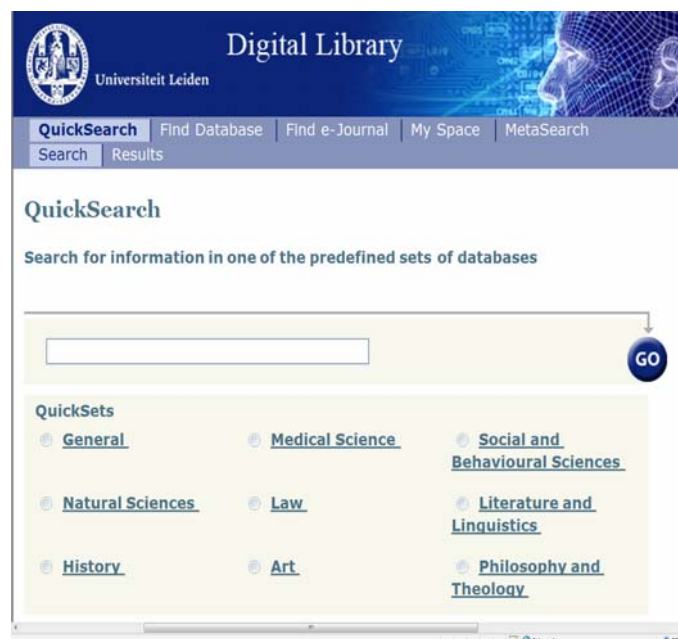 Digital Library
Universiteit Leiden
QuickSearch Find Database Find e-Journal My Space MetaSearch
Search Results
QuickSearch
Search for information in one of the predefined sets of databases
GO
QuickSets
General Medical Science Social and
Behavioural Sciences
Natural Sciences Law Literature and
Linguistics
History Art Philosophy and
Theology